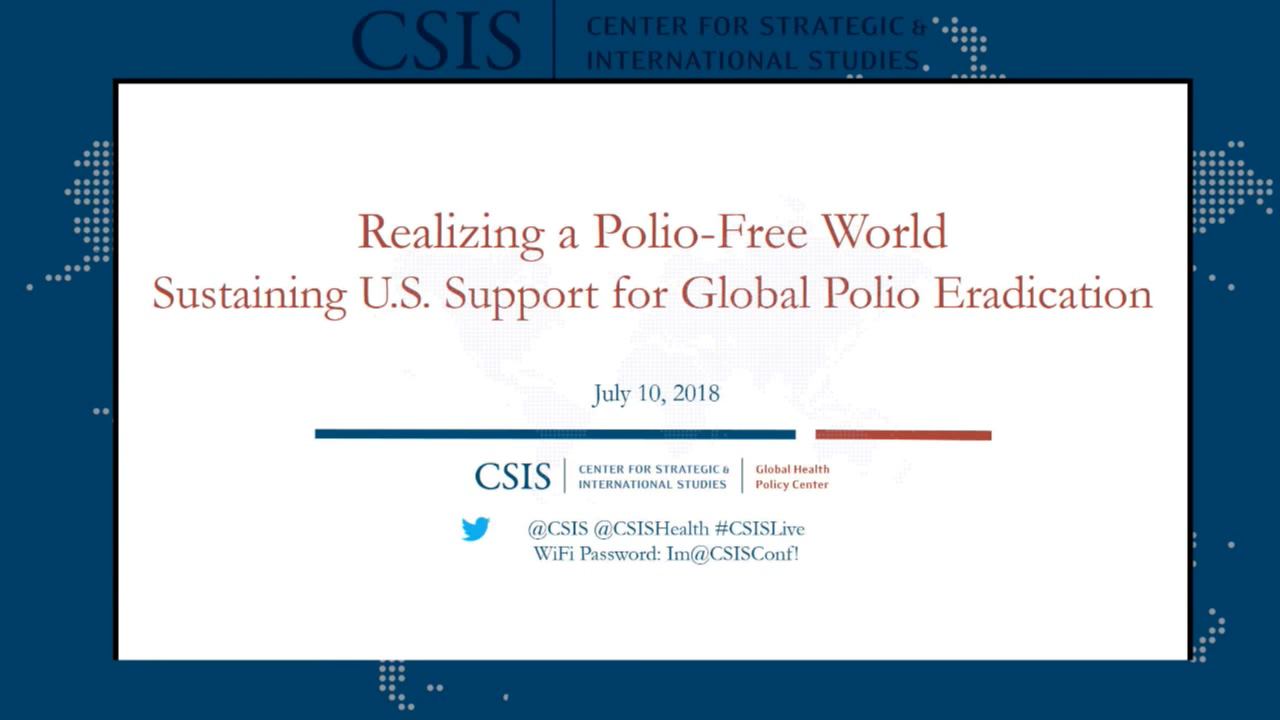 CSIS
CENTER FOR STRATEGIC &
INTERNATIONAL STUDIES
Realizing a Polio-Free World
Sustaining U.S. Support for Global Polio Eradication
July 10, 2018
CSIS
CENTER FOR STRATEGIC &
INTERNATIONAL STUDIES
Global Health
Policy Center
@CSIS @CSISHealth #CSISLive
WiFi Password: Im@CSISConf!